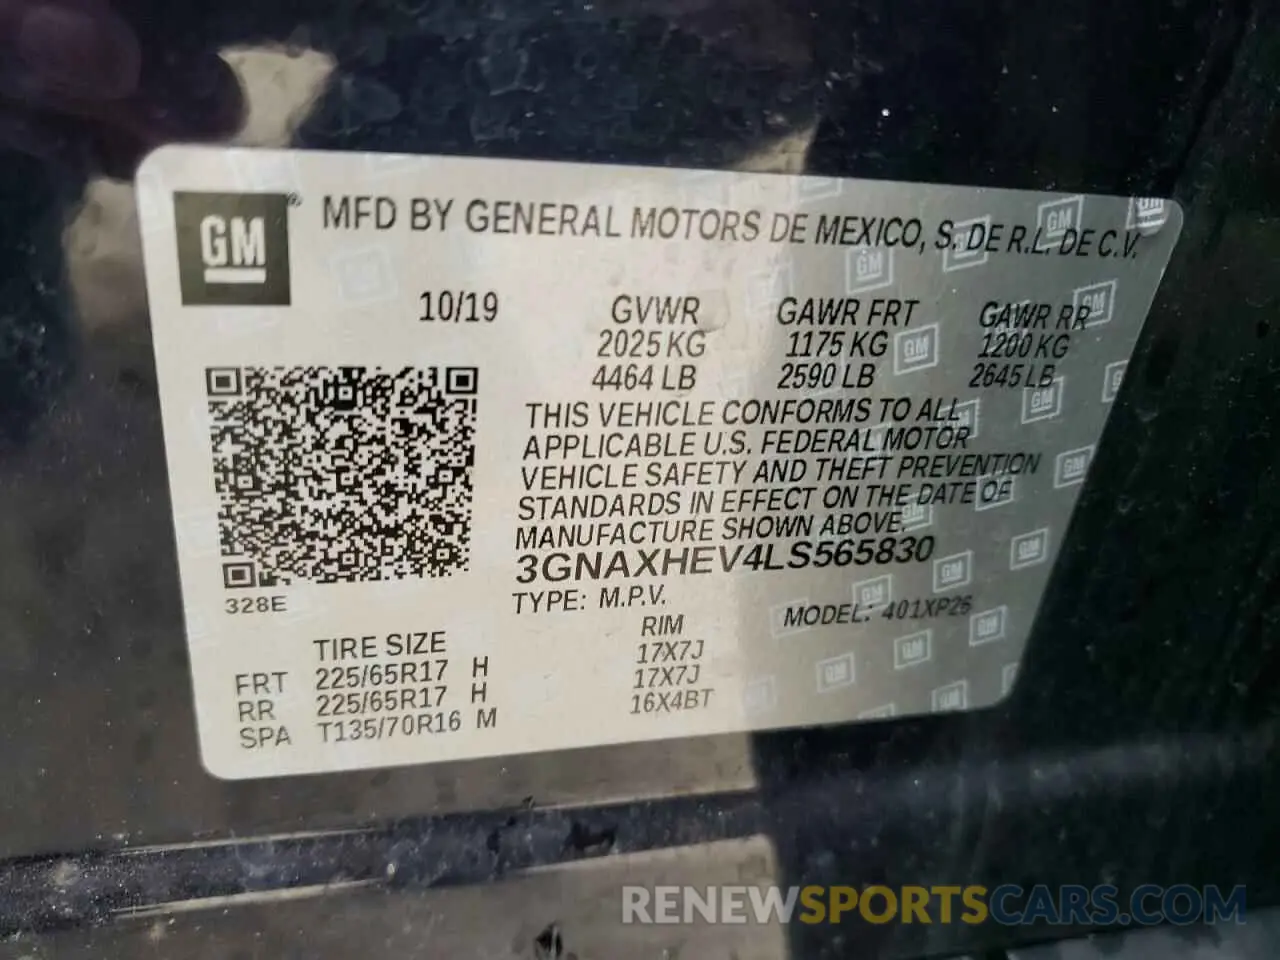 GM ® MFD BY GENERAL MOTORS DE MEXICO, S. DE R.L. DE C.V.
10/19 GVWR GAWR FRT GAWR RR
2025 KG 1175 KG 1200 KG
4464 LB 2590 LB 2645 LB
THIS VEHICLE CONFORMS TO ALL
APPLICABLE U.S. FEDERAL MOTOR
VEHICLE SAFETY AND THEFT PREVENTION
STANDARDS IN EFFECT ON THE DATE OF
MANUFACTURE SHOWN ABOVE.
3GNAXHEV4LS565830
328E TYPE: M.P.V. MODEL: 401XP26
TIRE SIZE RIM
FRT 225/65R17 H 17X7J
RR 225/65R17 H 17X7J
SPA T135/70R16 M 16X4BT
RENEWSPORTSCARS.COM